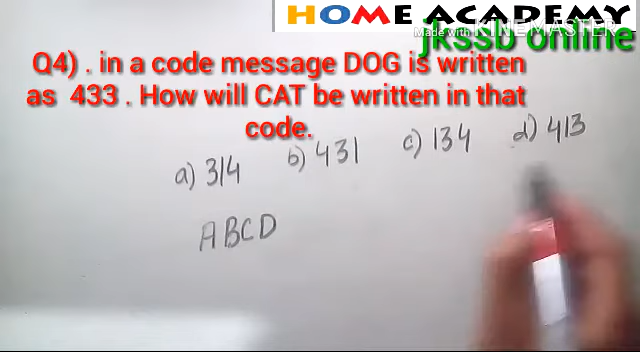 HOME ACADEMY
Made with KINEMASTER
jkssb online
Q4) . in a code message DOG is written
as 433 . How will CAT be written in that
code.
a) 314 b) 431 c) 134 d) 413
ABCD